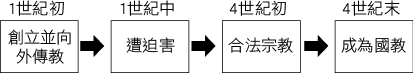 1世紀初
1世紀中
4世紀初
4世紀末
創立並向
外傳教
遭迫害
合法宗教
成為國教